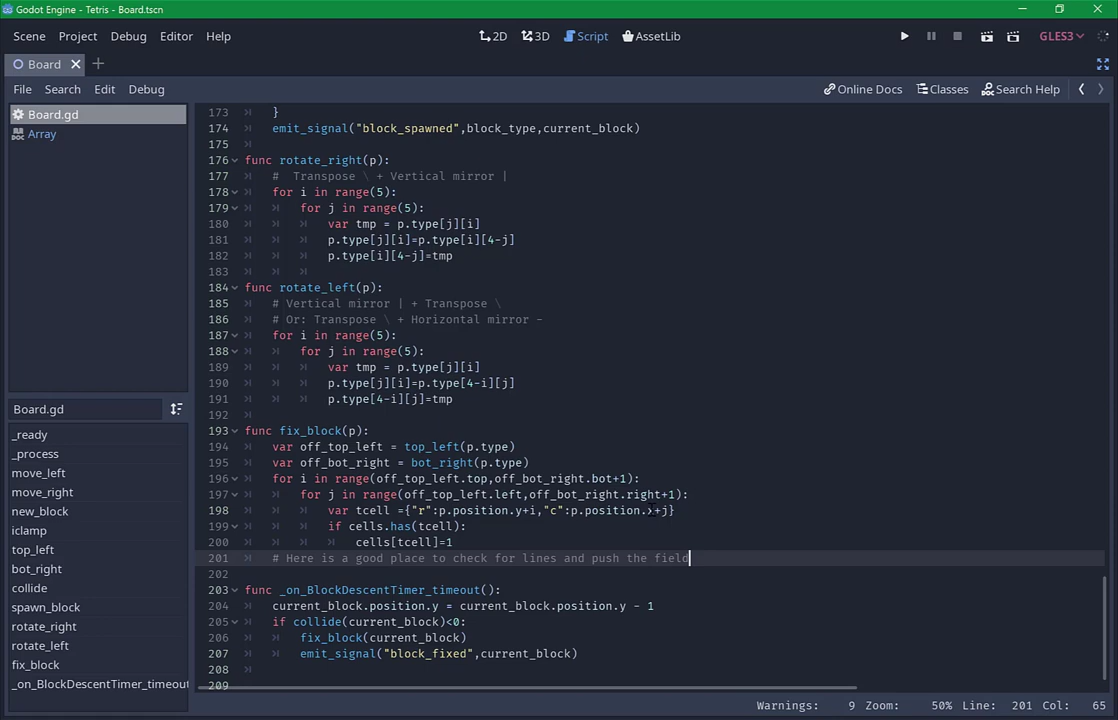 Godot Engine - Tetris - Board.tscn
Scene Project Debug Editor Help 2D 3D Script AssetLib GLES3
Board
File Search Edit Debug Online Docs Classes Search Help
Board.gd
Array
Board.gd
_ready
_process
move_left
move_right
new_block
initialize
top_left
bot_right
collide
spawn_block
rotate_right
rotate_left
fix_block
_on_BlockDescentTimer_timeout
173 }
174 emit_signal("block_spawned",block_type,current_block)
175
176 func rotate_right(p):
177 #  Transpose \ + Vertical mirror |
178 for i in range(5):
179 for j in range(5):
180 var tmp = p.type[j][i]
181 p.type[j][i]=p.type[i][4-j]
182 p.type[i][4-j]=tmp
183
184 func rotate_left(p):
185 # Vertical mirror | + Transpose \
186 # Or: Transpose \ + Horizontal mirror -
187 for i in range(5):
188 for j in range(5):
189 var tmp = p.type[j][i]
190 p.type[j][i]=p.type[4-i][j]
191 p.type[4-i][j]=tmp
192
193 func fix_block(p):
194 var off_top_left = top_left(p.type)
195 var off_bot_right = bot_right(p.type)
196 for i in range(off_top_left.top,off_bot_right.bot+1):
197 for j in range(off_top_left.left,off_bot_right.right+1):
198 var tcell ={"r":p.position.y+i,"c":p.position.x+j}
199 if cells.has(tcell):
200 cells[tcell]=1
201 # Here is a good place to check for lines and push the field
202
203 func _on_BlockDescentTimer_timeout():
204 current_block.position.y = current_block.position.y - 1
205 if collide(current_block)<0:
206 fix_block(current_block)
207 emit_signal("block_fixed",current_block)
208
209
Warnings: 9 Zoom: 50% Line: 201 Col: 65